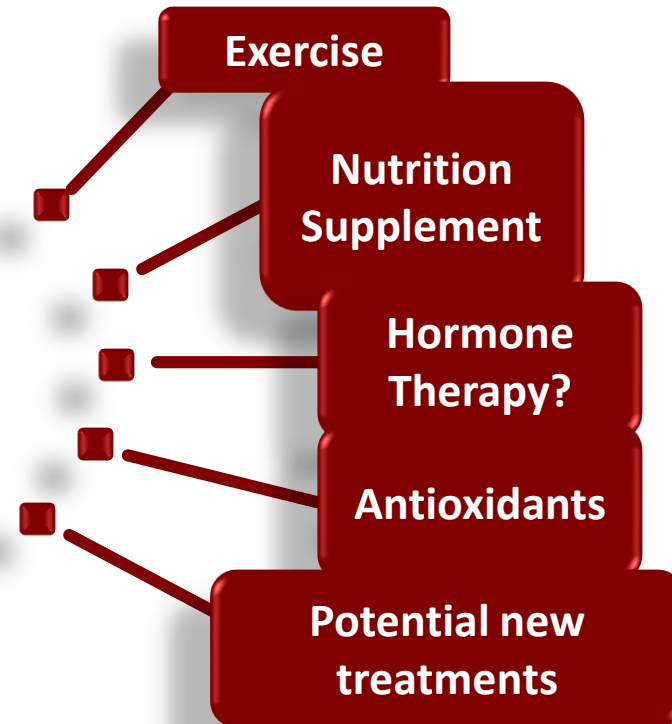 Exercise
Nutrition
Supplement
Hormone
Therapy?
Antioxidants
Potential new
treatments